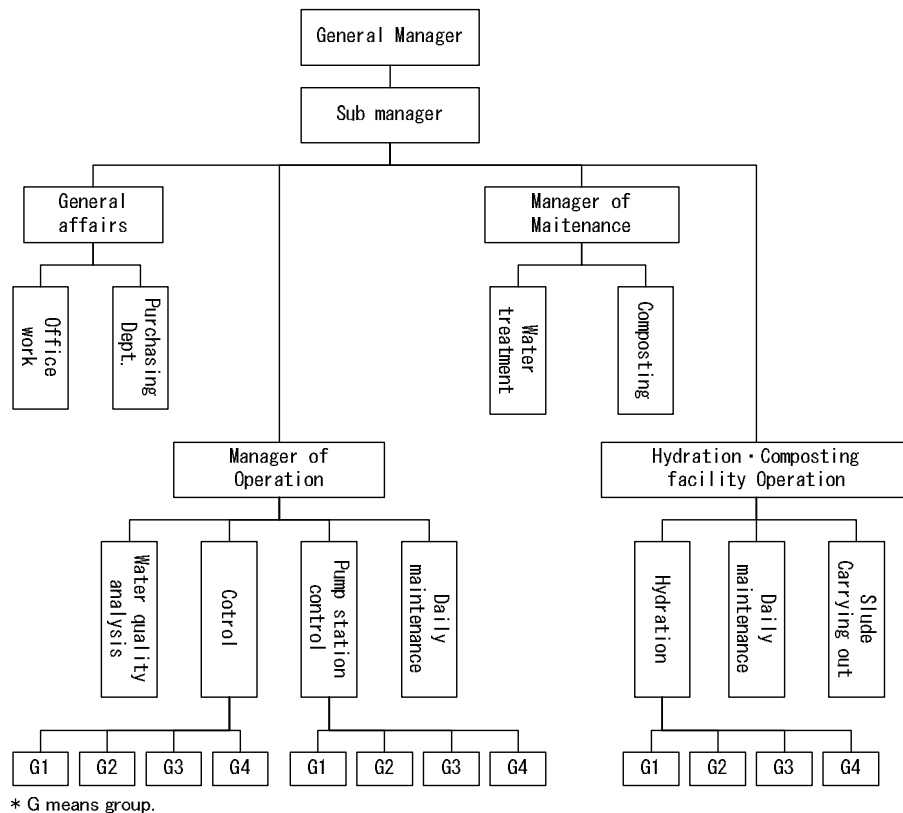 General Manager
Sub manager
General
affairs
Manager of
Maitenance
Office
work
Purchasing
Dept.
Water
treatment
Composting
Manager of
Operation
Hydration・Composting
facility Operation
Water quality
analysis
Cotrol
Pump station
control
Daily
maintenance
Hydration
Daily
maintenance
Slude
Carrying out
G1
G2
G3
G4
G1
G2
G3
G4
G1
G2
G3
G4
* G means group.